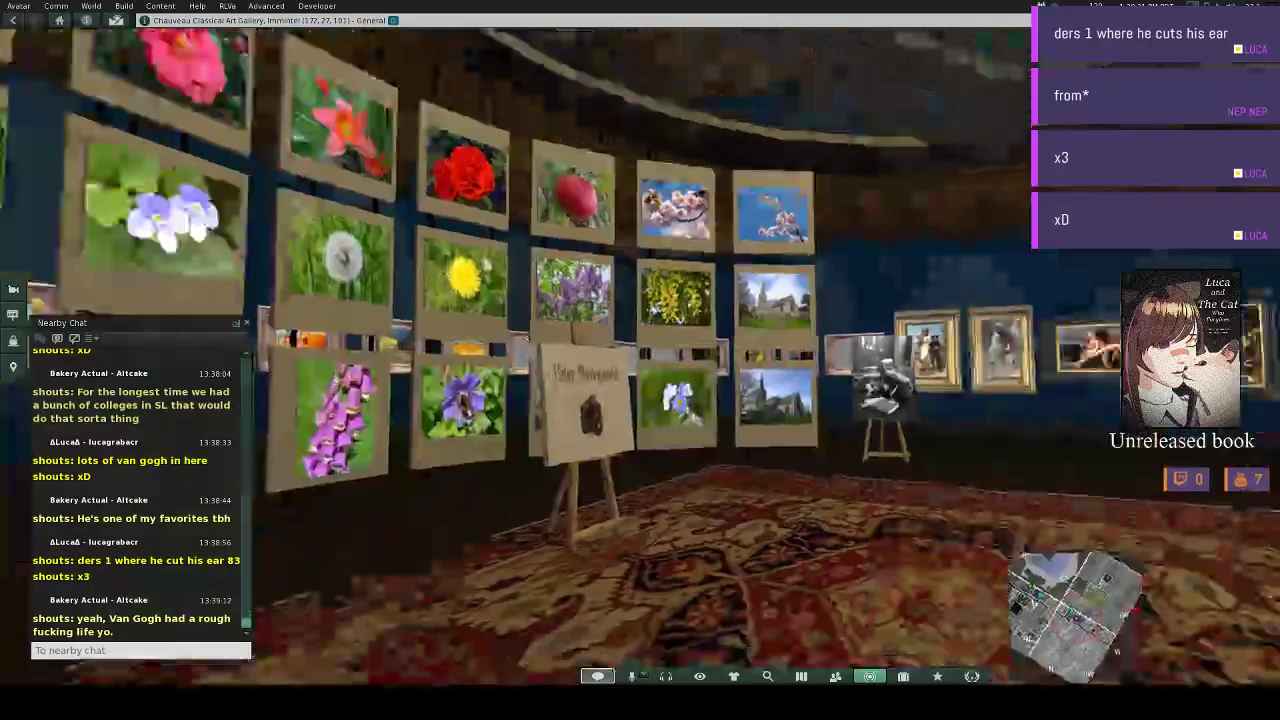 Avatar Comm World Build Content Help RLVa Advanced Developer
Chauveau Classical Art Gallery, Immintel (172, 27, 101) - General
ders 1 where he cuts his ear
LUCA
from*
NEP NEP
x3
LUCA
xD
LUCA
Luca
and
The Cat
Unreleased book
0
7
Nearby Chat
shouts: xD
Bakery Actual - Altcake 13:38:04
shouts: For the longest time we had
a bunch of colleges in SL that would
do that sorta thing
ΔLucaΔ - lucagrabacr 13:38:33
shouts: lots of van gogh in here
shouts: xD
Bakery Actual - Altcake 13:38:44
shouts: He's one of my favorites tbh
ΔLucaΔ - lucagrabacr 13:38:56
shouts: ders 1 where he cut his ear 83
shouts: x3
Bakery Actual - Altcake 13:39:12
shouts: yeah, Van Gogh had a rough
fucking life yo.
To nearby chat
N
W